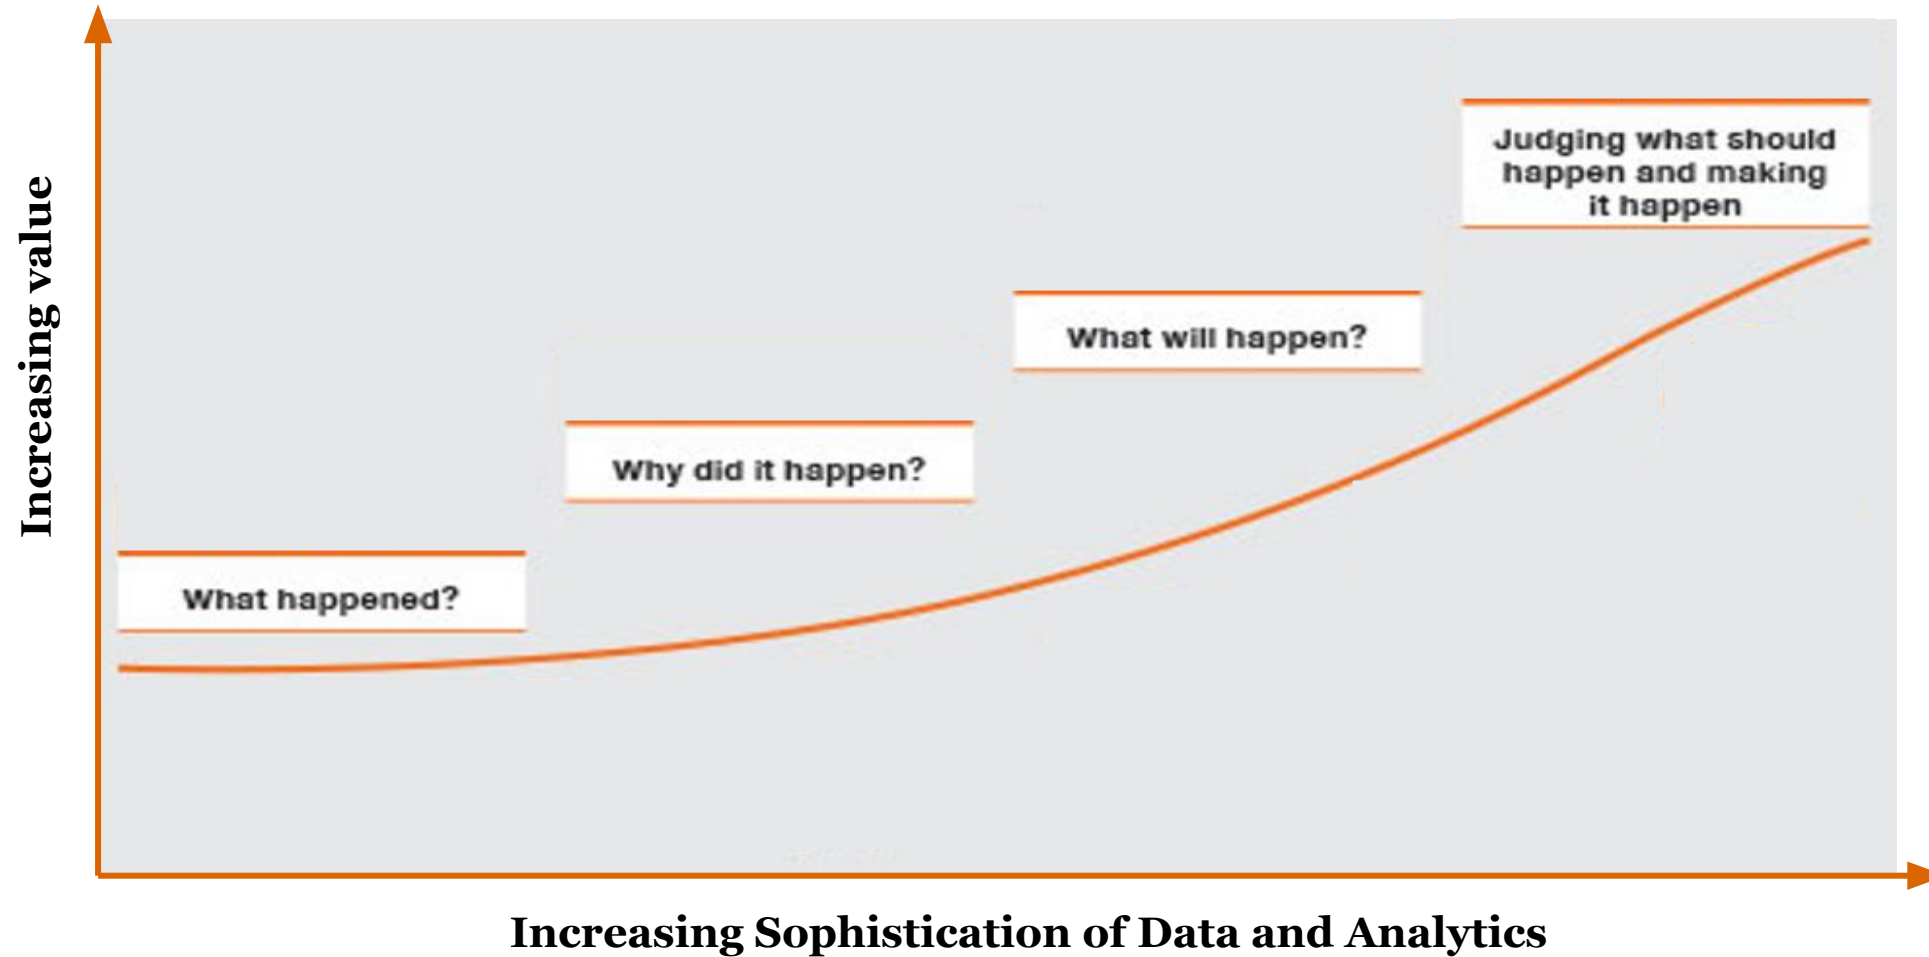 Increasing value
Judging what should
happen and making
it happen
What will happen?
Why did it happen?
What happened?
Increasing Sophistication of Data and Analytics